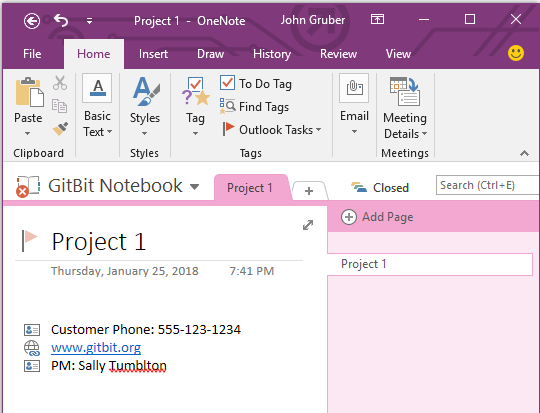 Project 1 - OneNote
John Gruber
File
Home
Insert
Draw
History
Review
View
Paste
Clipboard
Basic
Text
Styles
Styles
Tag
To Do Tag
Find Tags
Outlook Tasks
Tags
Email
Meeting
Details
Meetings
GitBit Notebook
Project 1
+
Closed
Search (Ctrl+E)
Add Page
Project 1
Project 1
Thursday, January 25, 2018
7:41 PM
Customer Phone: 555-123-1234
www.gitbit.org
PM: Sally Tumblton